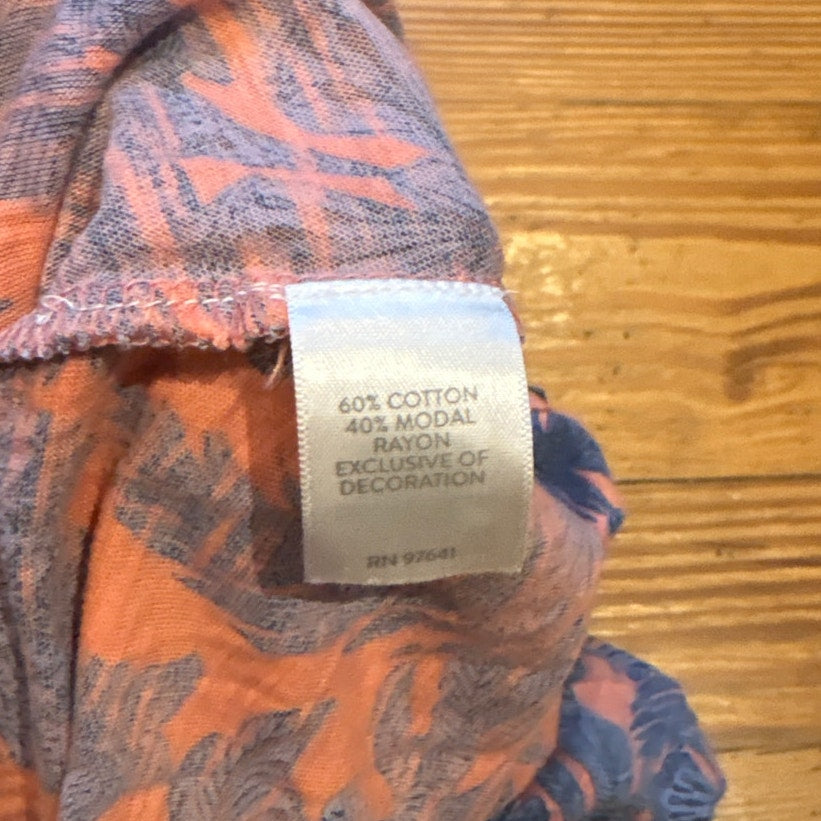 60% COTTON
40% MODAL
RAYON
EXCLUSIVE OF
DECORATION
RN 97641